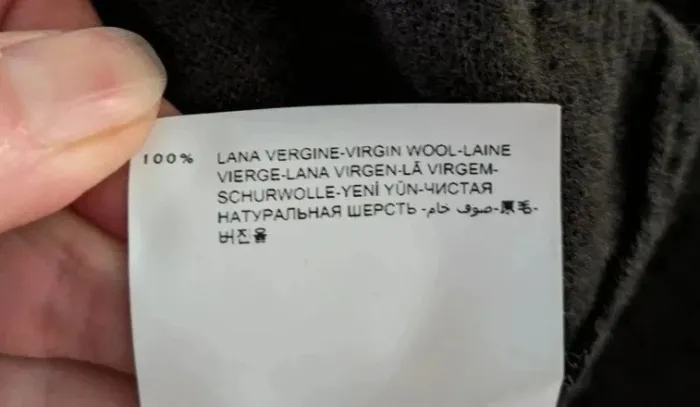 100% LANA VERGINE-VIRGIN WOOL-LAINE
VIERGE-LANA VIRGEN-LÃ VIRGEM-
SCHURWOLLE-YENİ YÜN-ЧИСТАЯ
НАТУРАЛЬНАЯ ШЕРСТЬ -صوف خام-原毛-
버진울